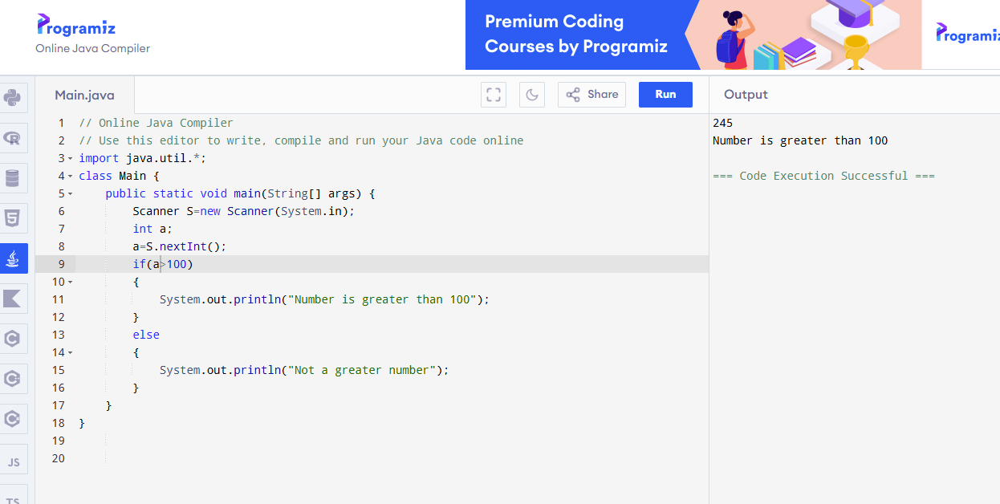 Programiz
Online Java Compiler
Premium Coding
Courses by Programiz
Programiz
Main.java
Share
Run
Output
1 // Online Java Compiler
2 // Use this editor to write, compile and run your Java code online
3 import java.util.*;
4 class Main {
5     public static void main(String[] args) {
6         Scanner S=new Scanner(System.in);
7         int a;
8         a=S.nextInt();
9         if(a>100)
10         {
11             System.out.println("Number is greater than 100");
12         }
13         else
14         {
15             System.out.println("Not a greater number");
16         }
17     }
18 }
19
20
245
Number is greater than 100
=== Code Execution Successful ===
JS
TS